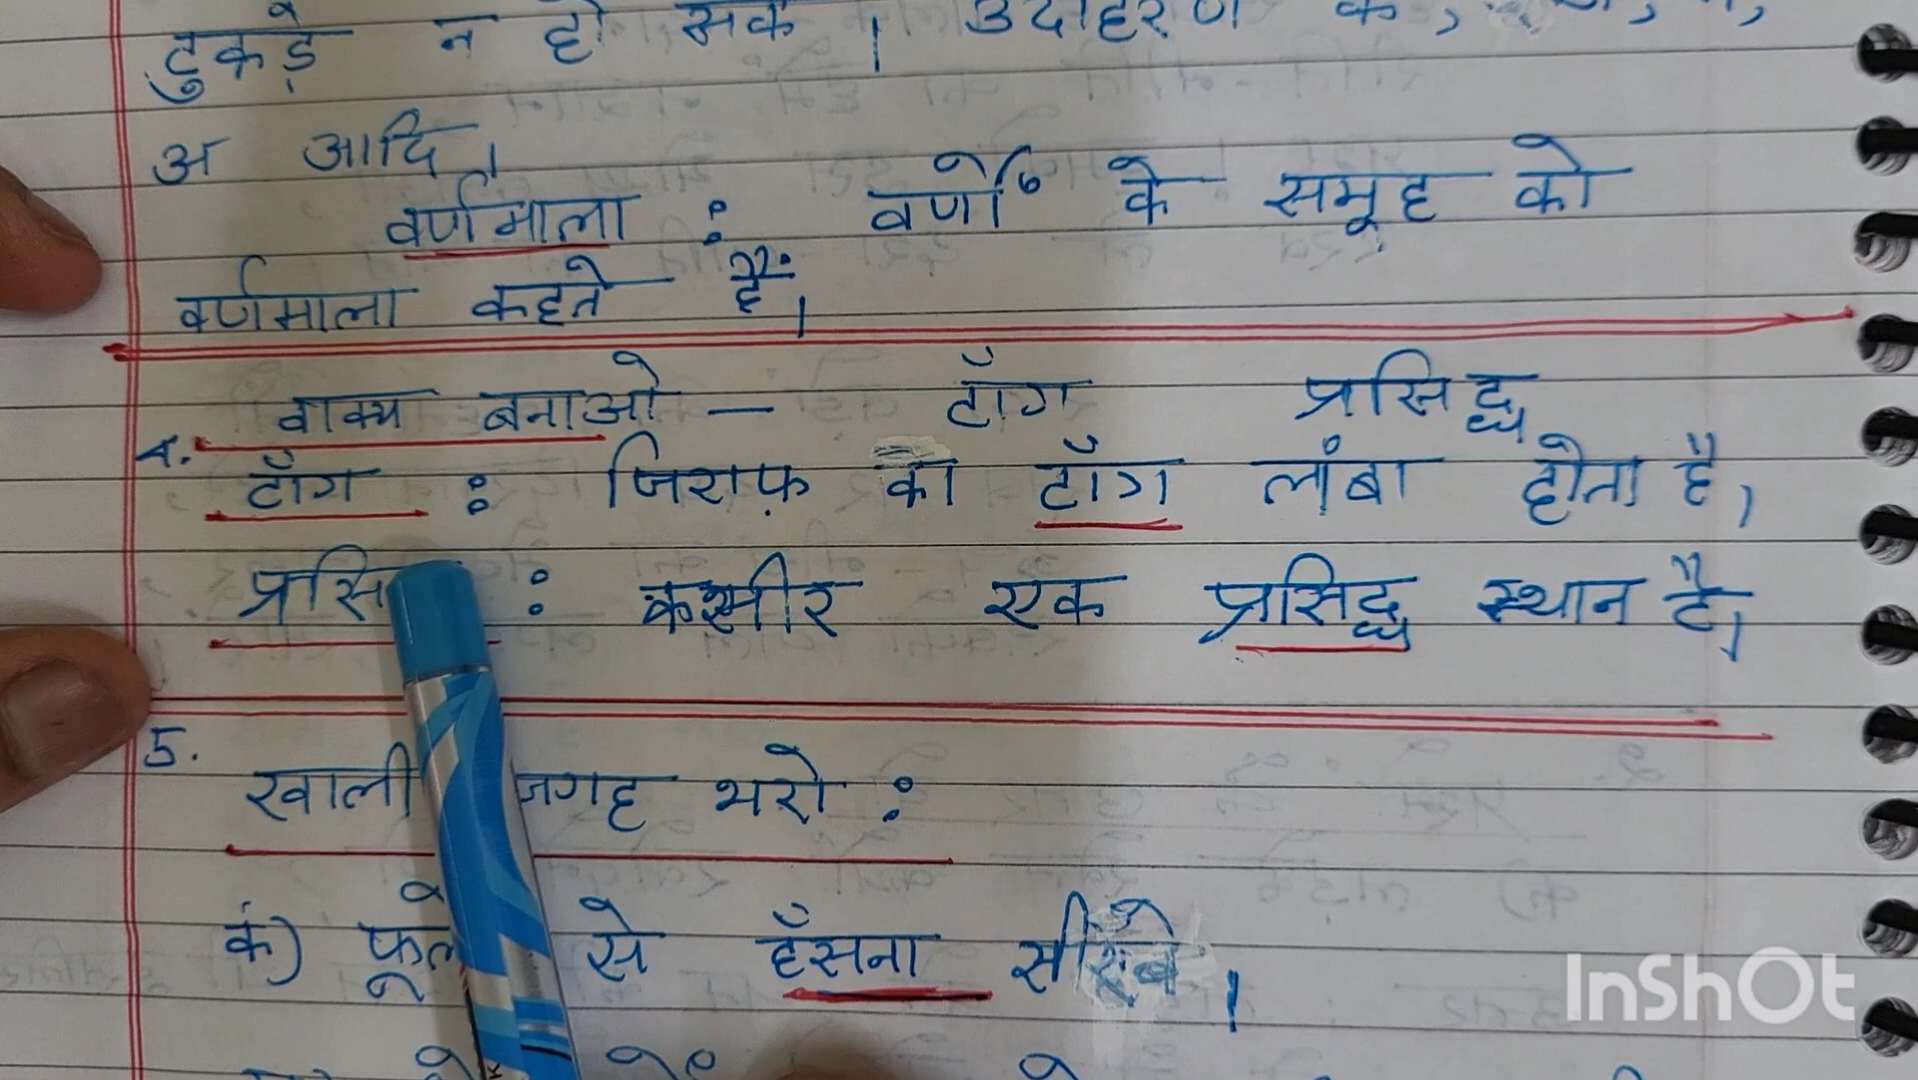 टुकड़े न हो सके। उदाहरण क,
अ आदि।
वर्णमाला : वर्णों के समूह को
वर्णमाला कहते हैं।
4. वाक्य बनाओ — टाँग प्रसिद्ध
टाँग : जिराफ़ का टाँग लांबा होता है,
प्रसि : कश्मीर एक प्रसिद्ध स्थान है।
5. खाली जगह भरो :
कं) फूलों से हँसना सीखें।
InShOt